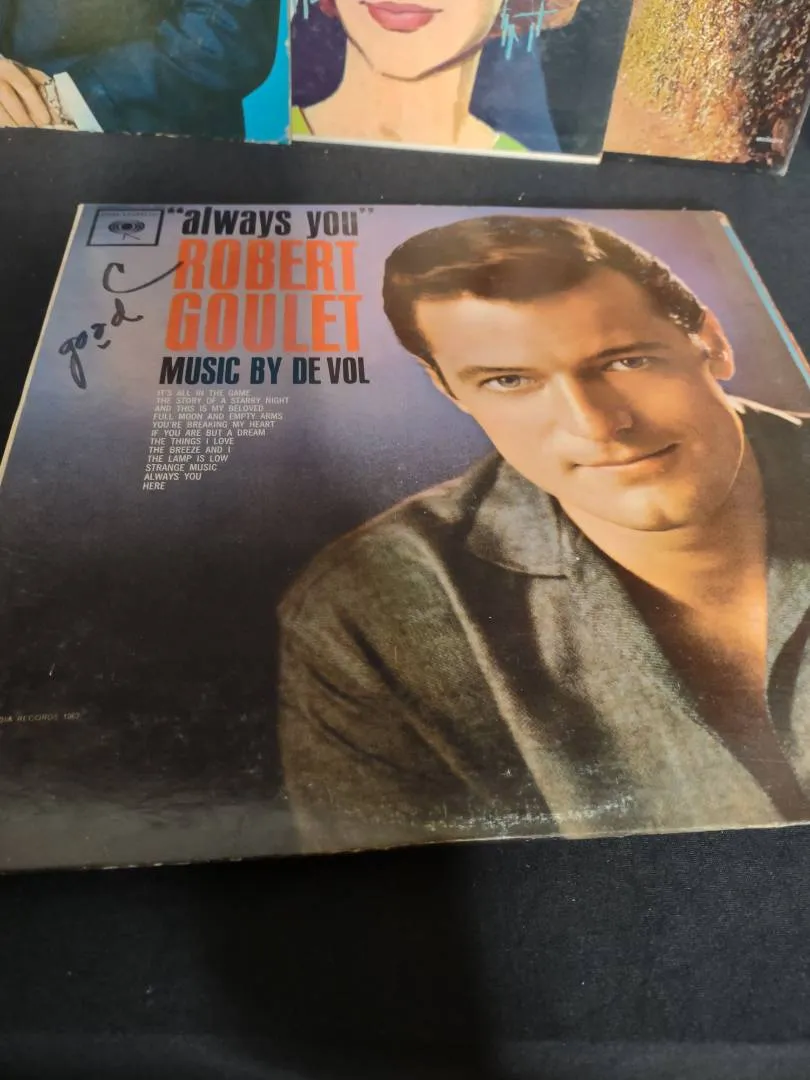 "always you"
ROBERT
GOULET
MUSIC BY DE VOL
IT'S ALL IN THE GAME
THE STORY OF A STARRY NIGHT
AND THIS IS MY BELOVED
FULL MOON AND EMPTY ARMS
YOU'RE BREAKING MY HEART
IF YOU ARE BUT A DREAM
THE THINGS I LOVE
THE BREEZE AND I
THE LAMP IS LOW
STRANGE MUSIC
ALWAYS YOU
HERE
C
good
RECORDS 1962